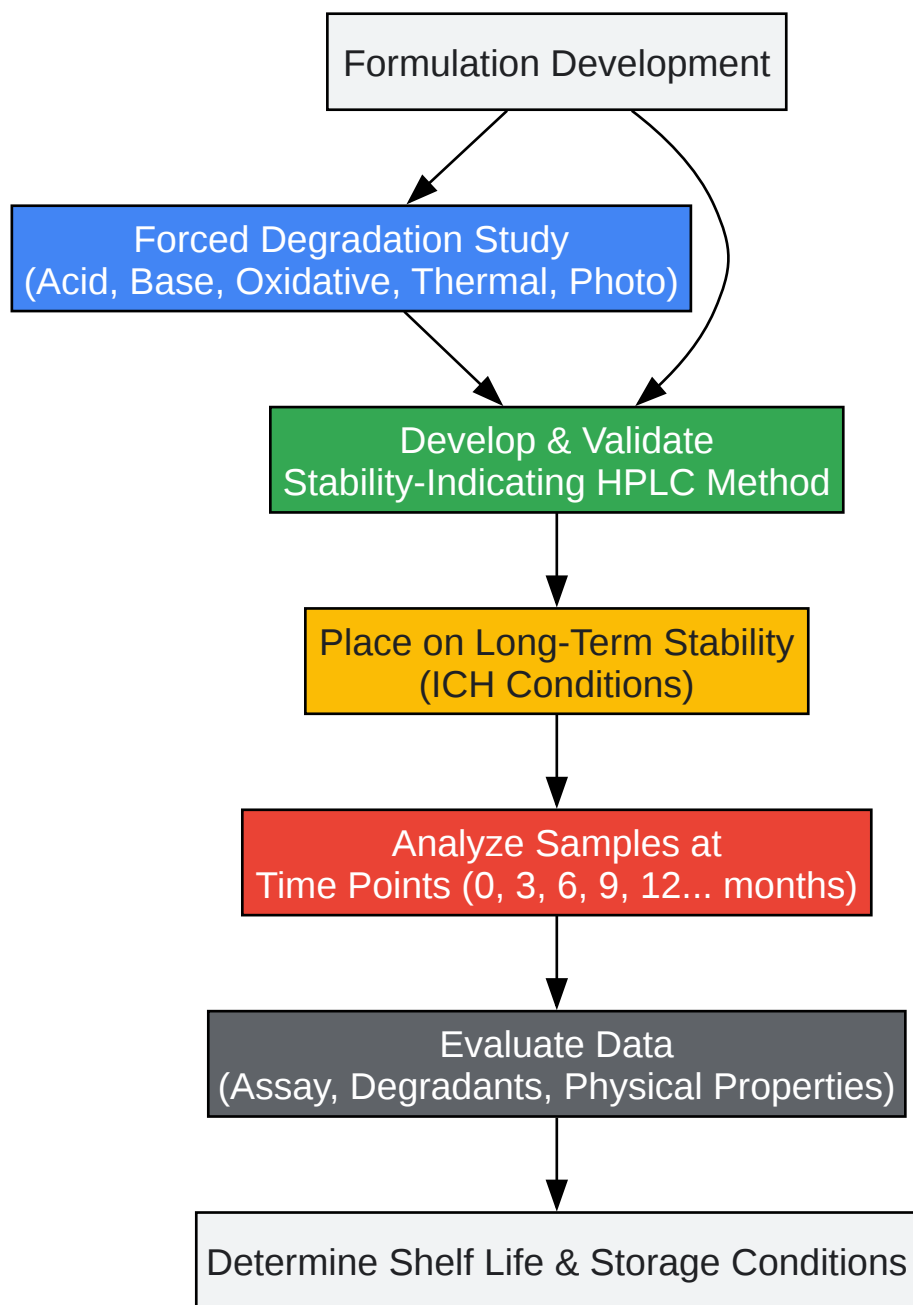 Formulation Development
Forced Degradation Study
(Acid, Base, Oxidative, Thermal, Photo)
Develop & Validate
Stability-Indicating HPLC Method
Place on Long-Term Stability
(ICH Conditions)
Analyze Samples at
Time Points (0, 3, 6, 9, 12... months)
Evaluate Data
(Assay, Degradants, Physical Properties)
Determine Shelf Life & Storage Conditions